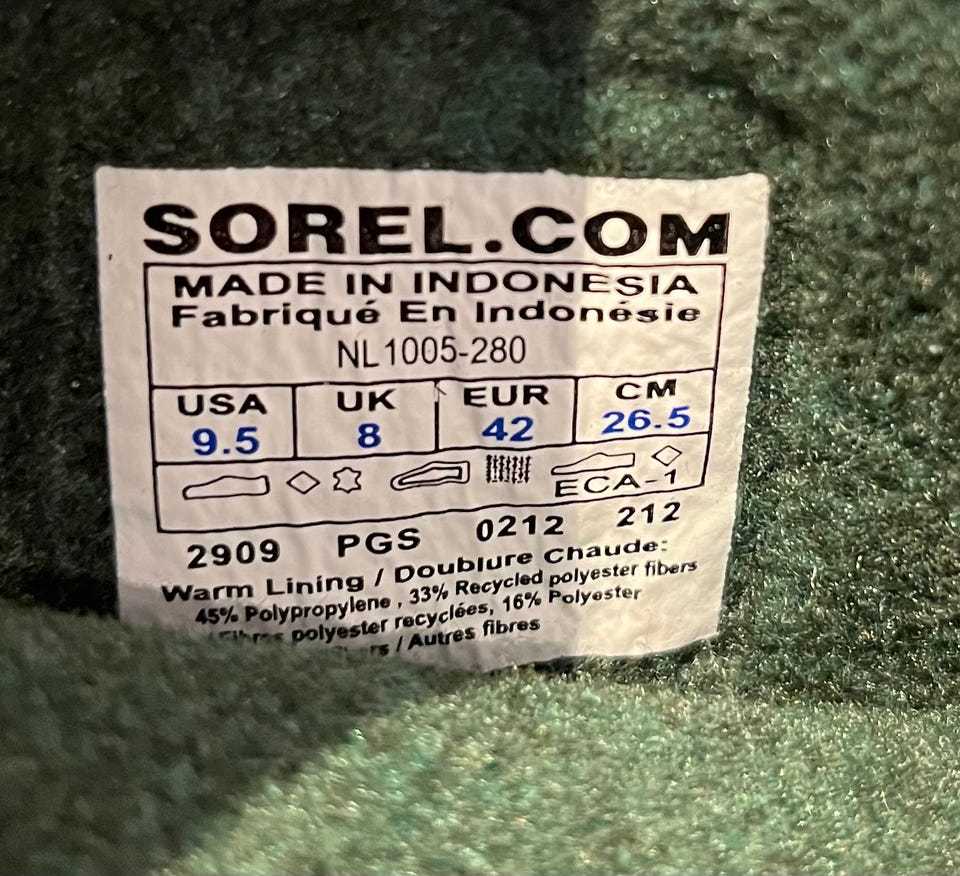 SOREL.COM
MADE IN INDONESIA
Fabriqué En Indonésie
NL1005-280
USA UK EUR CM
9.5 8 42 26.5
ECA-1
2909 PGS 0212 212
Warm Lining / Doublure Chaude:
45% Polypropylene , 33% Recycled polyester fibers
/ Fibres polyester recyclées, 16% Polyester
/ Autres fibres